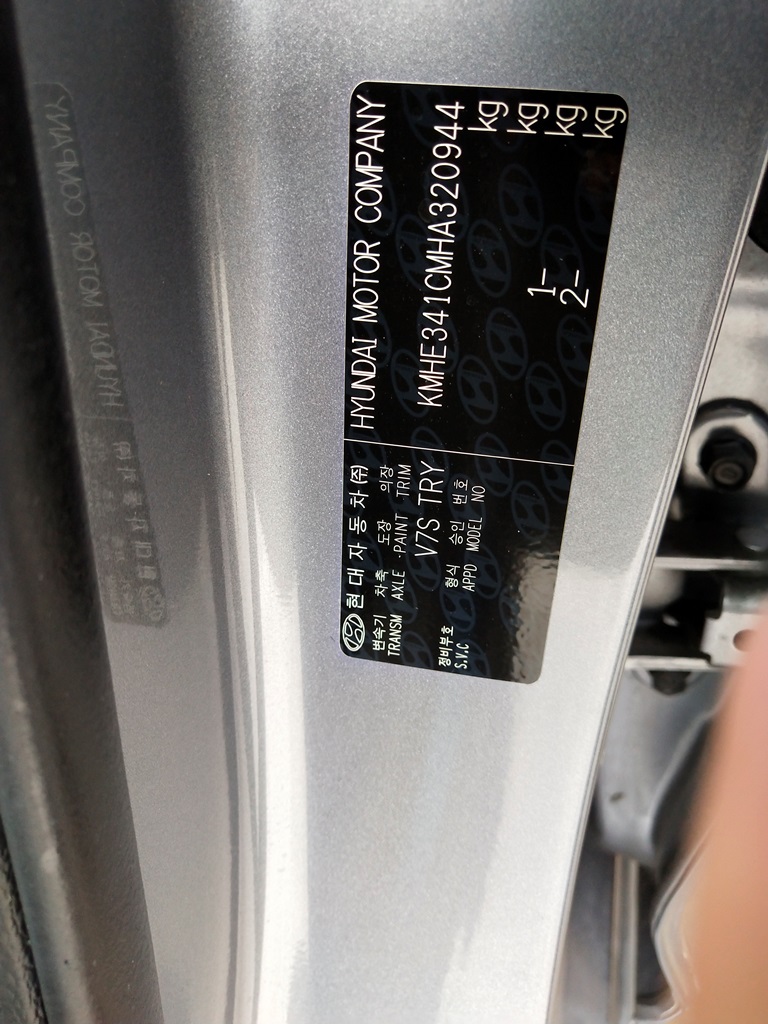 현대자동차(주) HYUNDAI MOTOR COMPANY
변속기 차축 도장 의장
TRANSM AXLE ·PAINT TRIM
V7S TRY KMHE341CMHA320944
kg
정비부호 형식 승인 번호
S.V.C APPD MODEL NO
kg
1- kg
2- kg